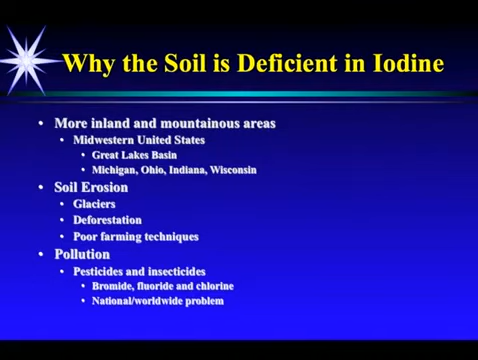 Why the Soil is Deficient in Iodine
• More inland and mountainous areas
• Midwestern United States
• Great Lakes Basin
• Michigan, Ohio, Indiana, Wisconsin
• Soil Erosion
• Glaciers
• Deforestation
• Poor farming techniques
• Pollution
• Pesticides and insecticides
• Bromide, fluoride and chlorine
• National/worldwide problem